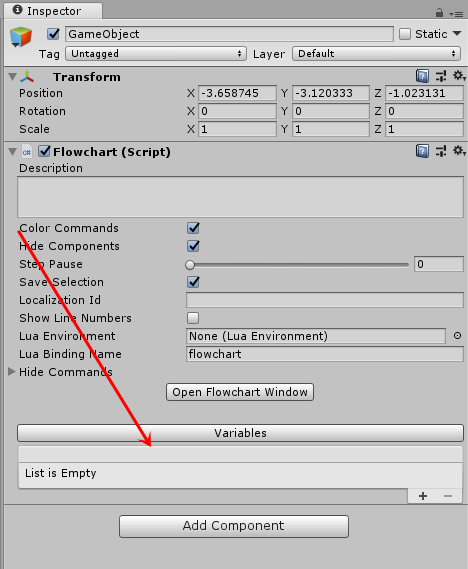 Inspector
GameObject Static
Tag Untagged Layer Default
Transform
Position X -3.658745 Y -3.120333 Z -1.023131
Rotation X 0 Y 0 Z 0
Scale X 1 Y 1 Z 1
C# Flowchart (Script)
Description
Color Commands
Hide Components
Step Pause 0
Save Selection
Localization Id
Show Line Numbers
Lua Environment None (Lua Environment)
Lua Binding Name flowchart
Hide Commands
Open Flowchart Window
Variables
List is Empty
+ −
Add Component